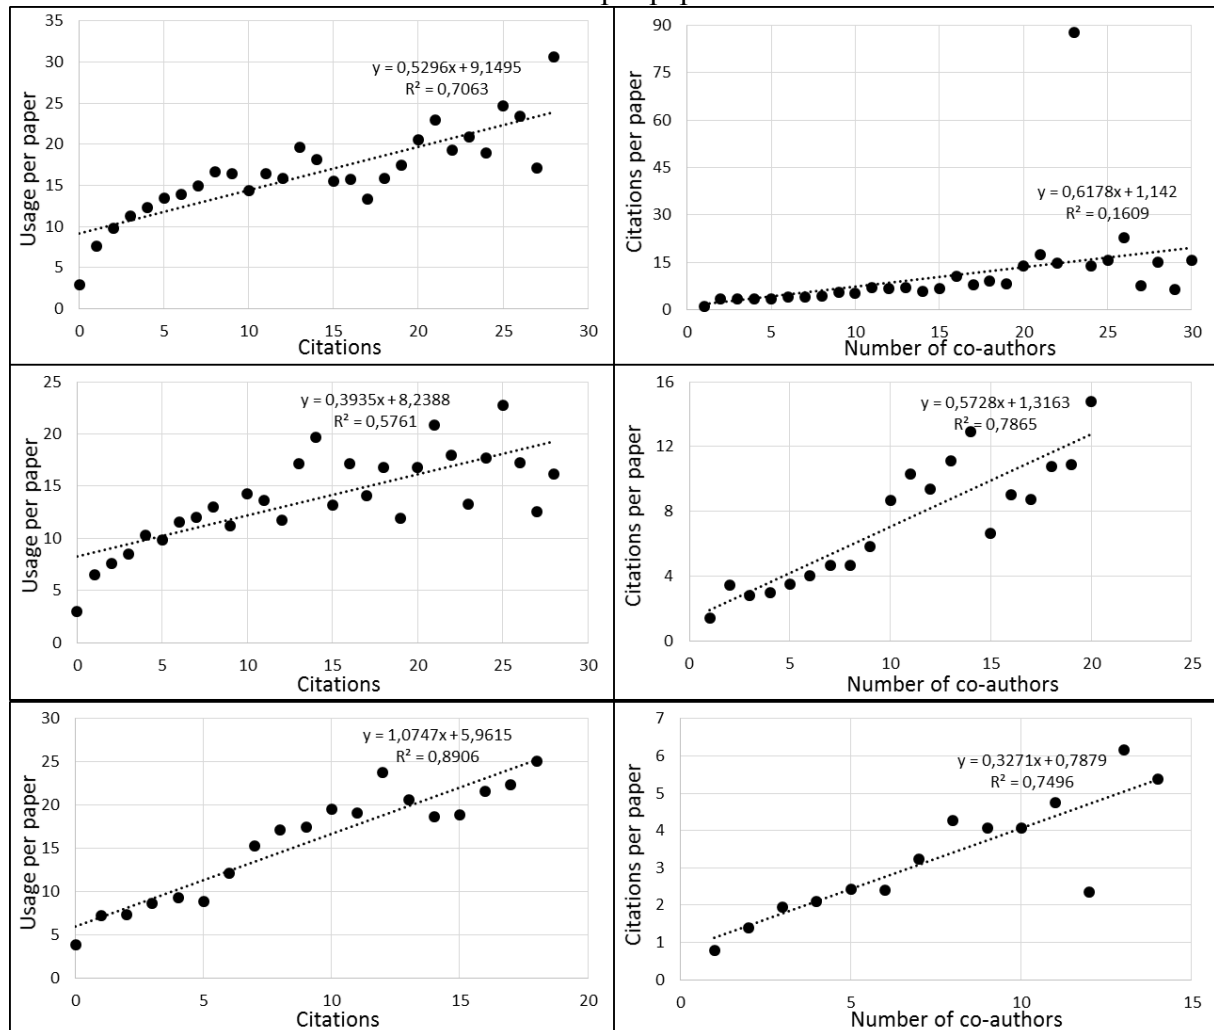 35
30
25
20
15
10
5
0
Usage per paper
y = 0,5296x + 9,1495
R² = 0,7063
0 5 10 15 20 25 30
Citations
90
75
60
45
30
15
0
Citations per paper
y = 0,6178x + 1,142
R² = 0,1609
0 5 10 15 20 25 30
Number of co-authors
25
20
15
10
5
0
Usage per paper
y = 0,3935x + 8,2388
R² = 0,5761
0 5 10 15 20 25 30
Citations
16
12
8
4
0
Citations per paper
y = 0,5728x + 1,3163
R² = 0,7865
0 5 10 15 20 25
Number of co-authors
30
25
20
15
10
5
0
Usage per paper
y = 1,0747x + 5,9615
R² = 0,8906
0 5 10 15 20
Citations
7
6
5
4
3
2
1
0
Citations per paper
y = 0,3271x + 0,7879
R² = 0,7496
0 5 10 15
Number of co-authors